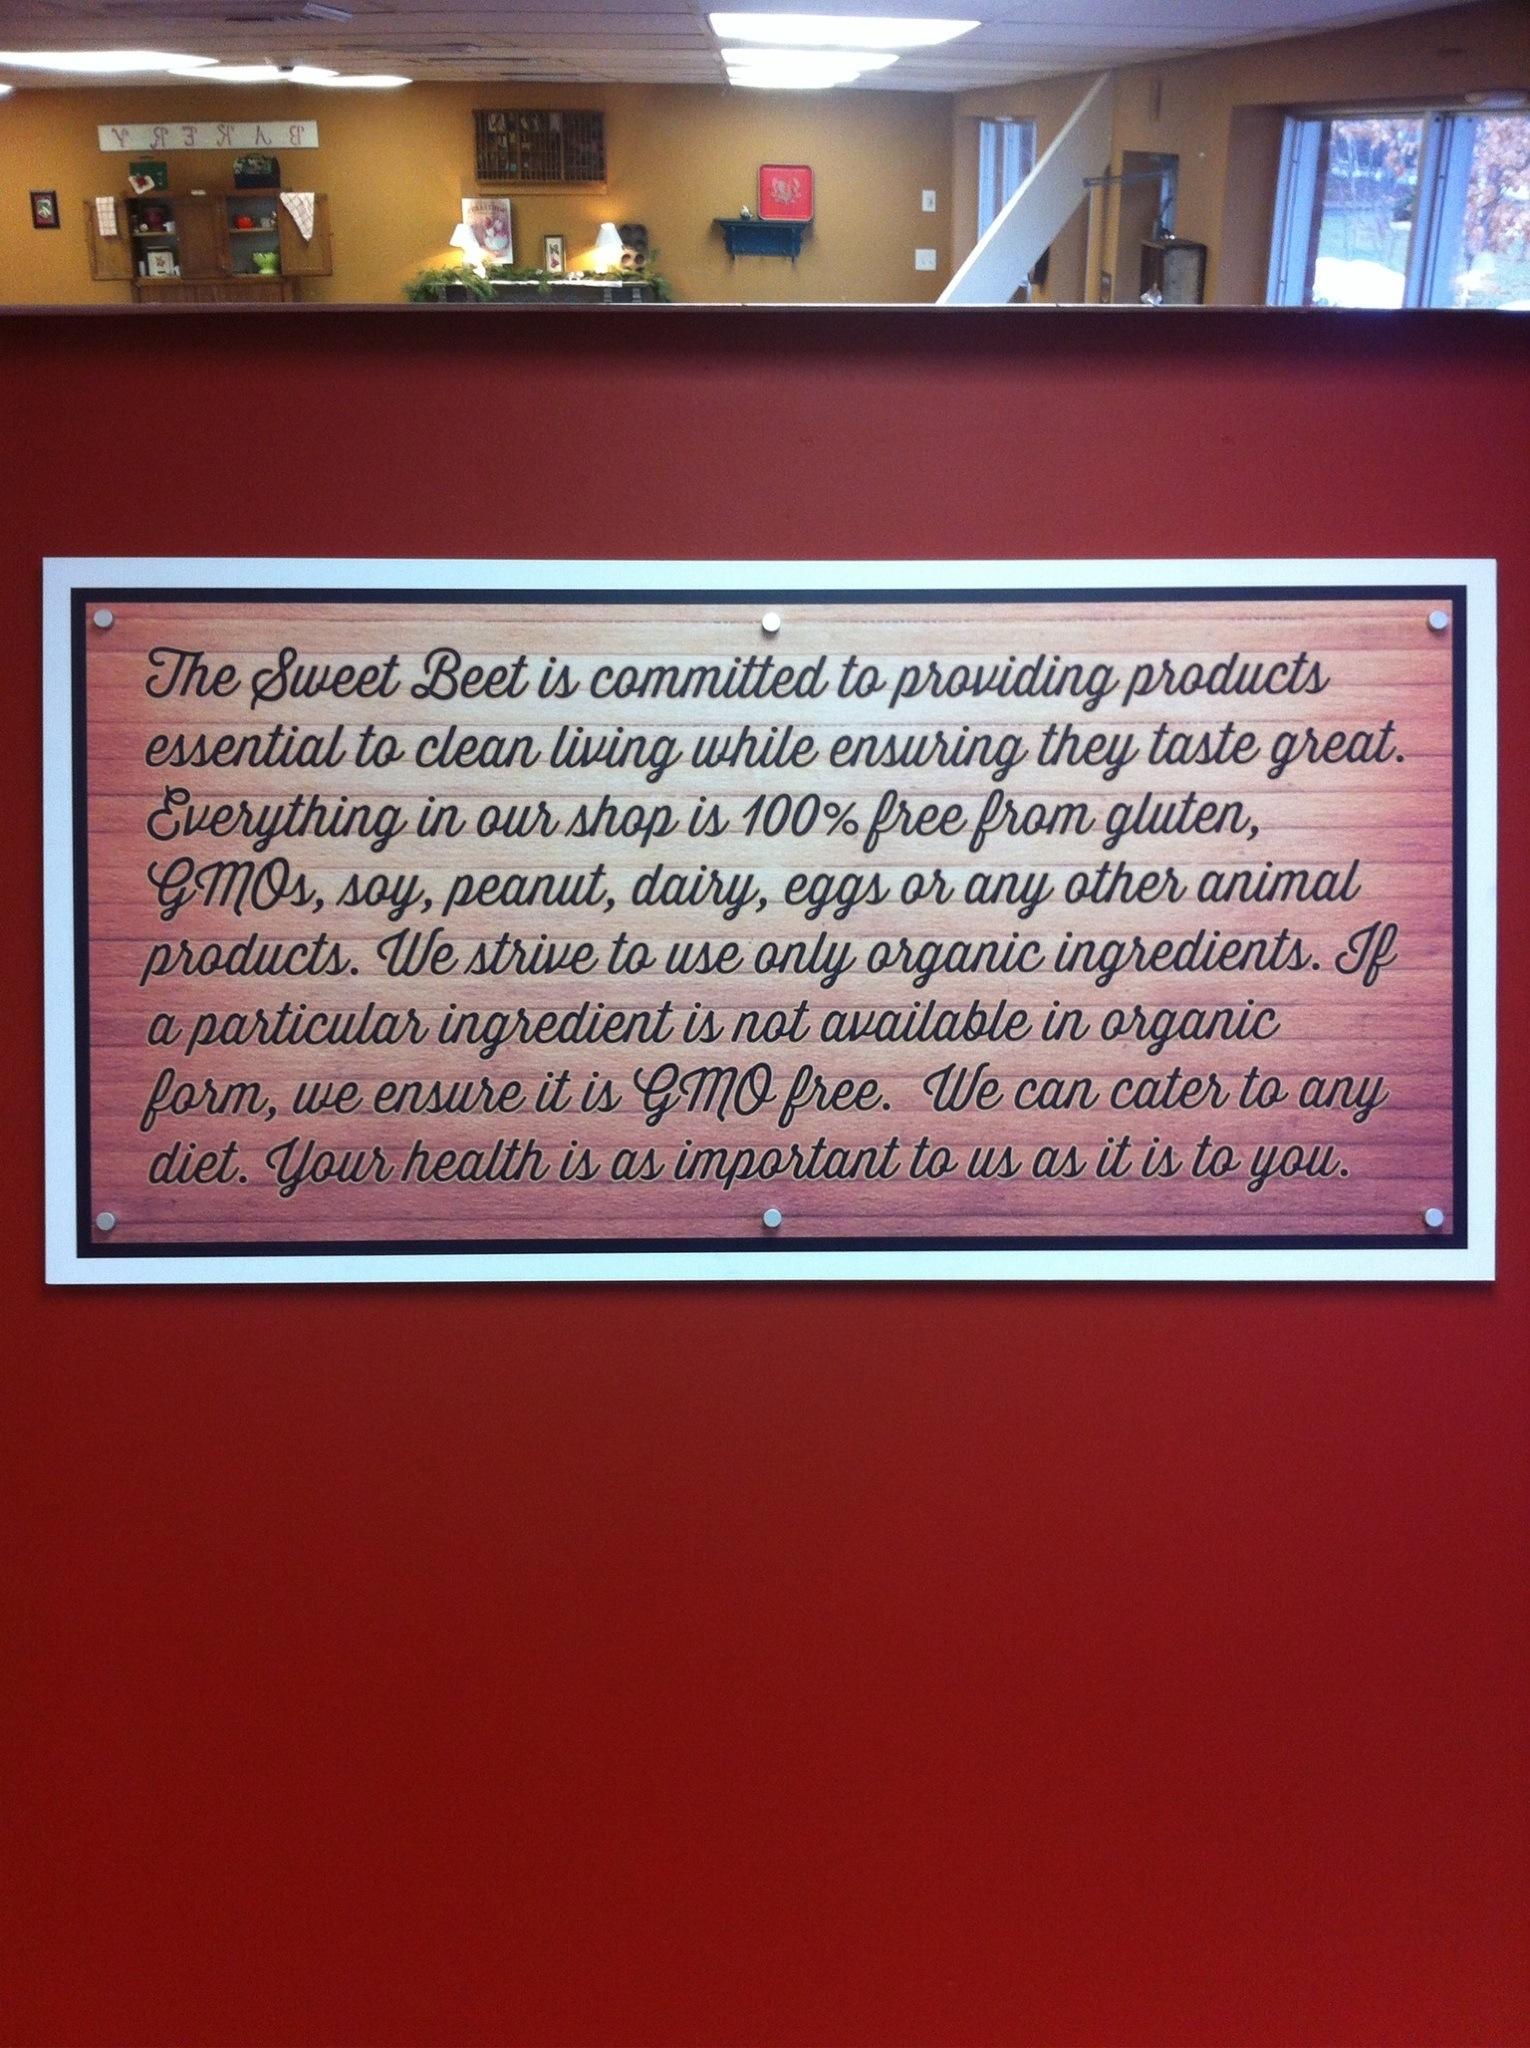 BAKERY
The Sweet Beet is committed to providing products
essential to clean living while ensuring they taste great.
Everything in our shop is 100% free from gluten,
GMOs, soy, peanut, dairy, eggs or any other animal
products. We strive to use only organic ingredients. If
a particular ingredient is not available in organic
form, we ensure it is GMO free.  We can cater to any
diet. Your health is as important to us as it is to you.